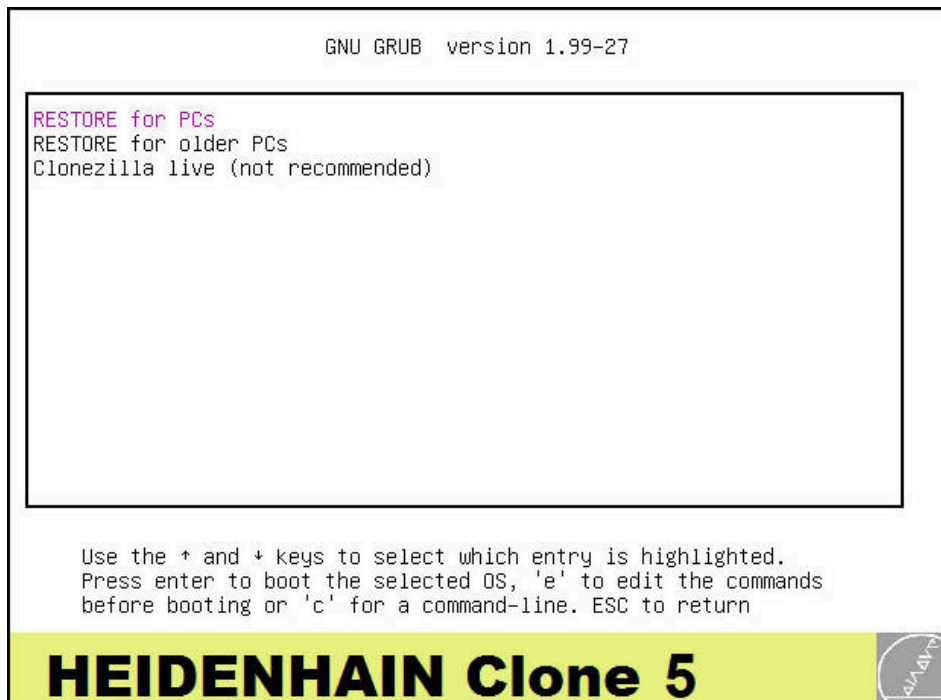 GNU GRUB version 1.99-27
RESTORE for PCs
RESTORE for older PCs
Clonezilla live (not recommended)
Use the ↑ and ↓ keys to select which entry is highlighted.
Press enter to boot the selected OS, 'e' to edit the commands
before booting or 'c' for a command-line. ESC to return
HEIDENHAIN Clone 5